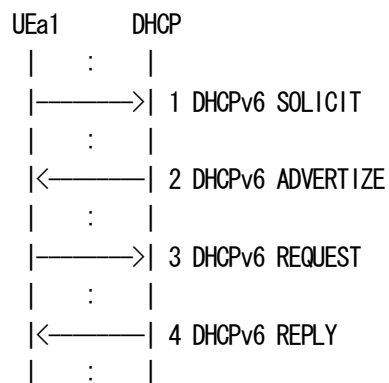 UEa1 DHCP
| : |
|------->| 1 DHCPv6 SOLICIT
| : |
|<-------| 2 DHCPv6 ADVERTIZE
| : |
|------->| 3 DHCPv6 REQUEST
| : |
|<-------| 4 DHCPv6 REPLY
| : |